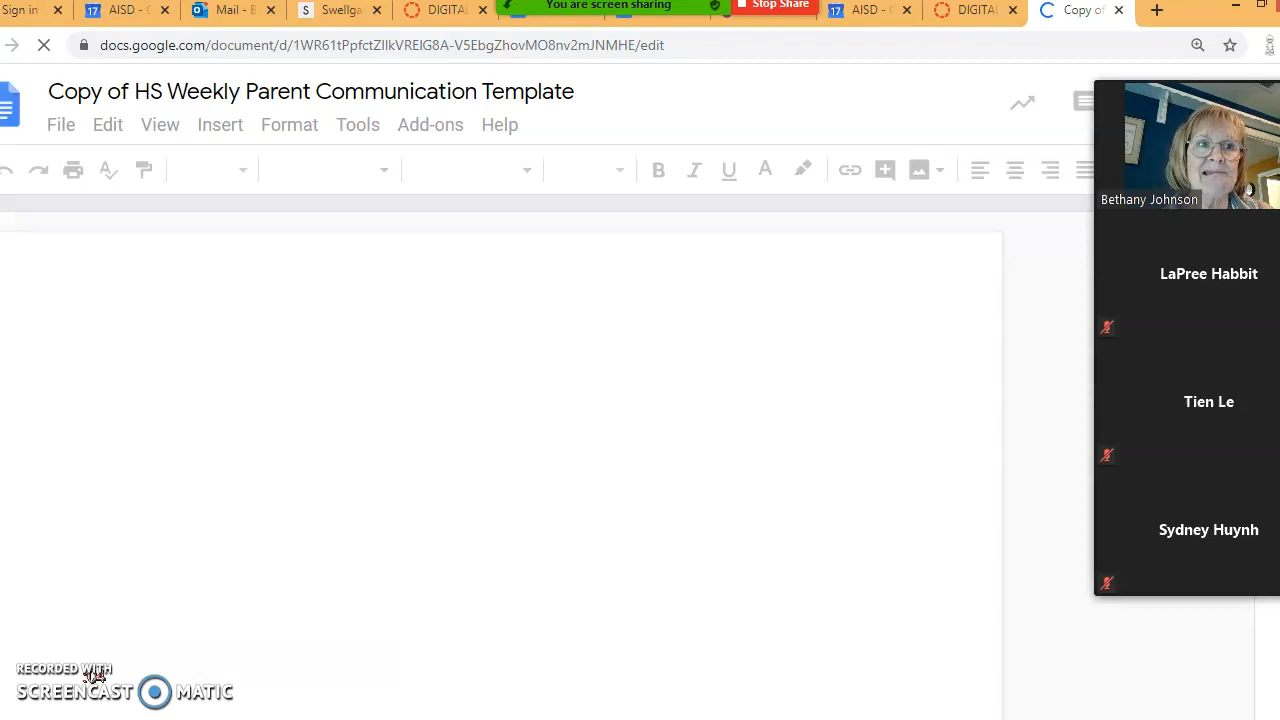 Sign in
AISD - C
Mail - B
Swellga
DIGITAL
You are screen sharing
Stop Share
AISD - C
DIGITAL
Copy of
docs.google.com/document/d/1WR61tPpfctZIlkVREIG8A-V5EbgZhovMO8nv2mJNMHE/edit
Copy of HS Weekly Parent Communication Template
File Edit View Insert Format Tools Add-ons Help
Bethany Johnson
LaPree Habbit
Tien Le
Sydney Huynh
RECORDED WITH
SCREENCAST MATIC